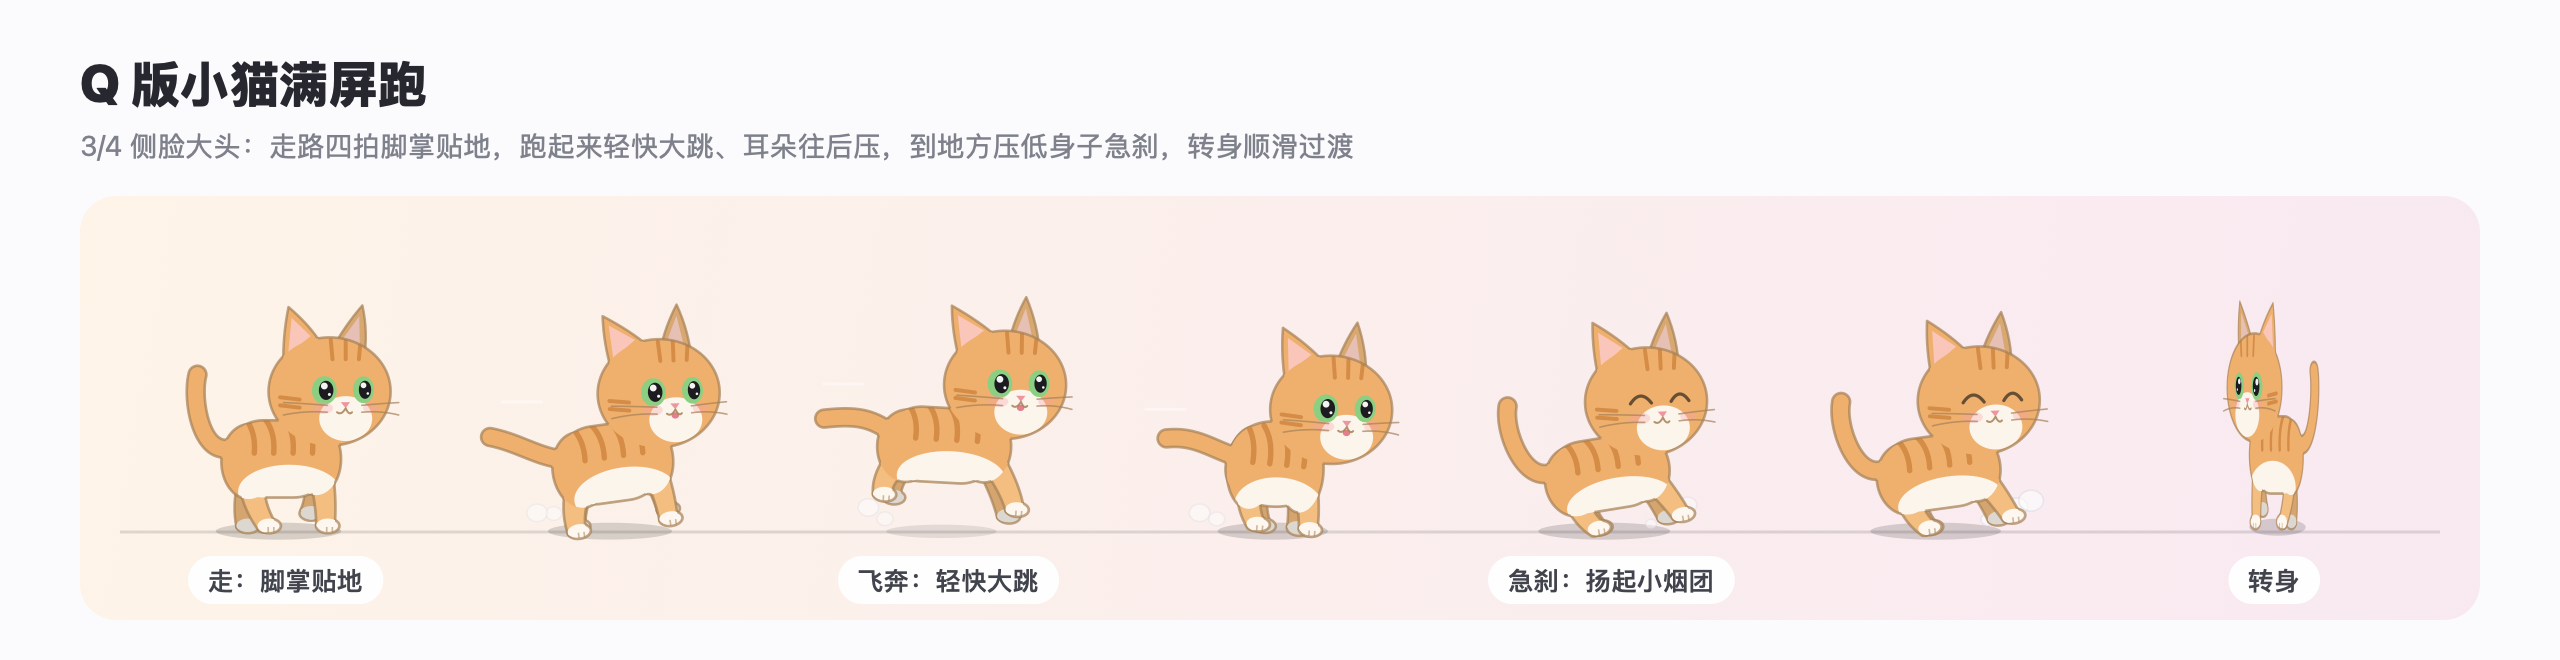 Q 版小猫满屏跑
3/4 侧脸大头：走路四拍脚掌贴地，跑起来轻快大跳、耳朵往后压，到地方压低身子急刹，转身顺滑过渡
走：脚掌贴地
飞奔：轻快大跳
急刹：扬起小烟团
转身